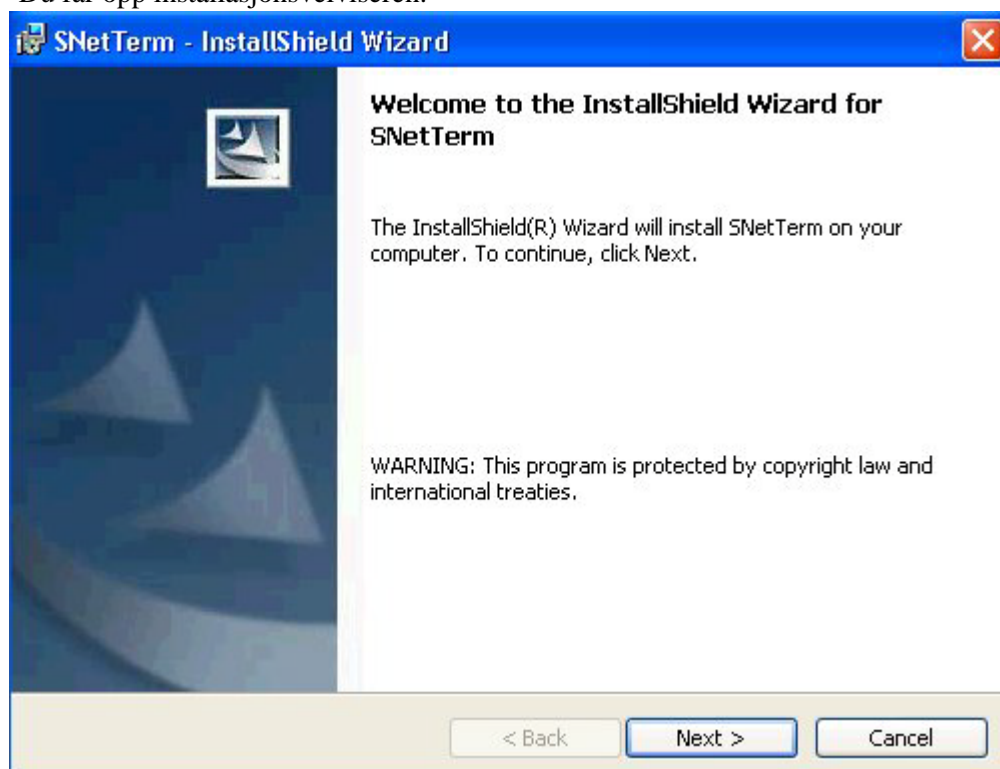 Du får opp installasjonsveiviseren:
SNetTerm - InstallShield Wizard
Welcome to the InstallShield Wizard for
SNetTerm
The InstallShield(R) Wizard will install SNetTerm on your
computer. To continue, click Next.
WARNING: This program is protected by copyright law and
international treaties.
< Back
Next >
Cancel